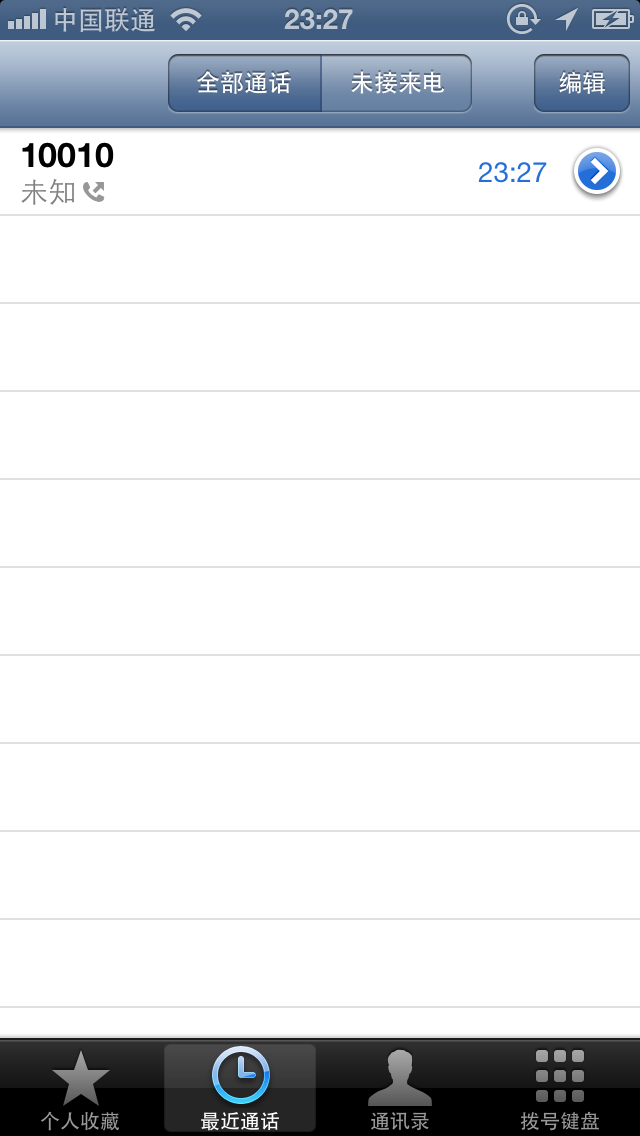 中国联通 23:27
全部通话 未接来电 编辑
10010
未知 23:27
个人收藏 最近通话 通讯录 拨号键盘